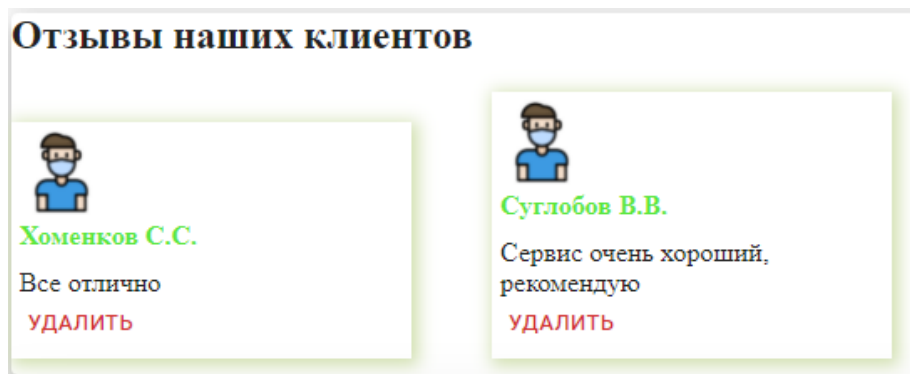 Отзывы наших клиентов
Хоменков С.С.
Все отлично
УДАЛИТЬ
Суглобов В.В.
Сервис очень хороший,
рекомендую
УДАЛИТЬ